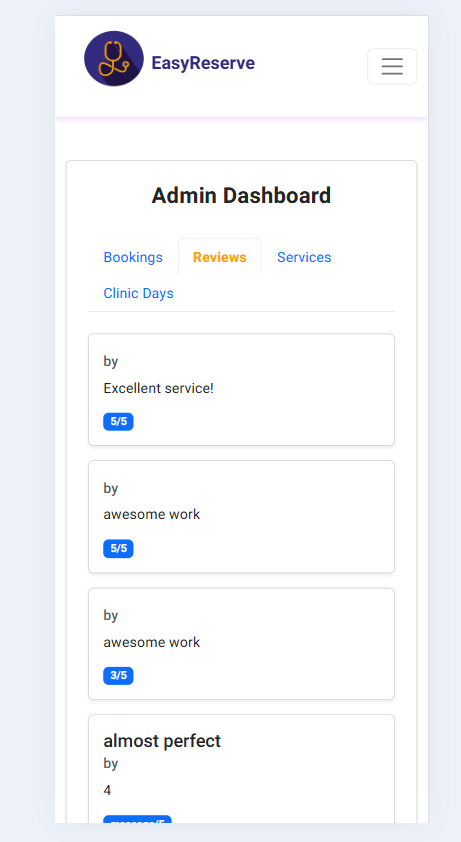 EasyReserve
Admin Dashboard
Bookings Reviews Services
Clinic Days
by
Excellent service!
5/5
by
awesome work
5/5
by
awesome work
3/5
almost perfect
by
4